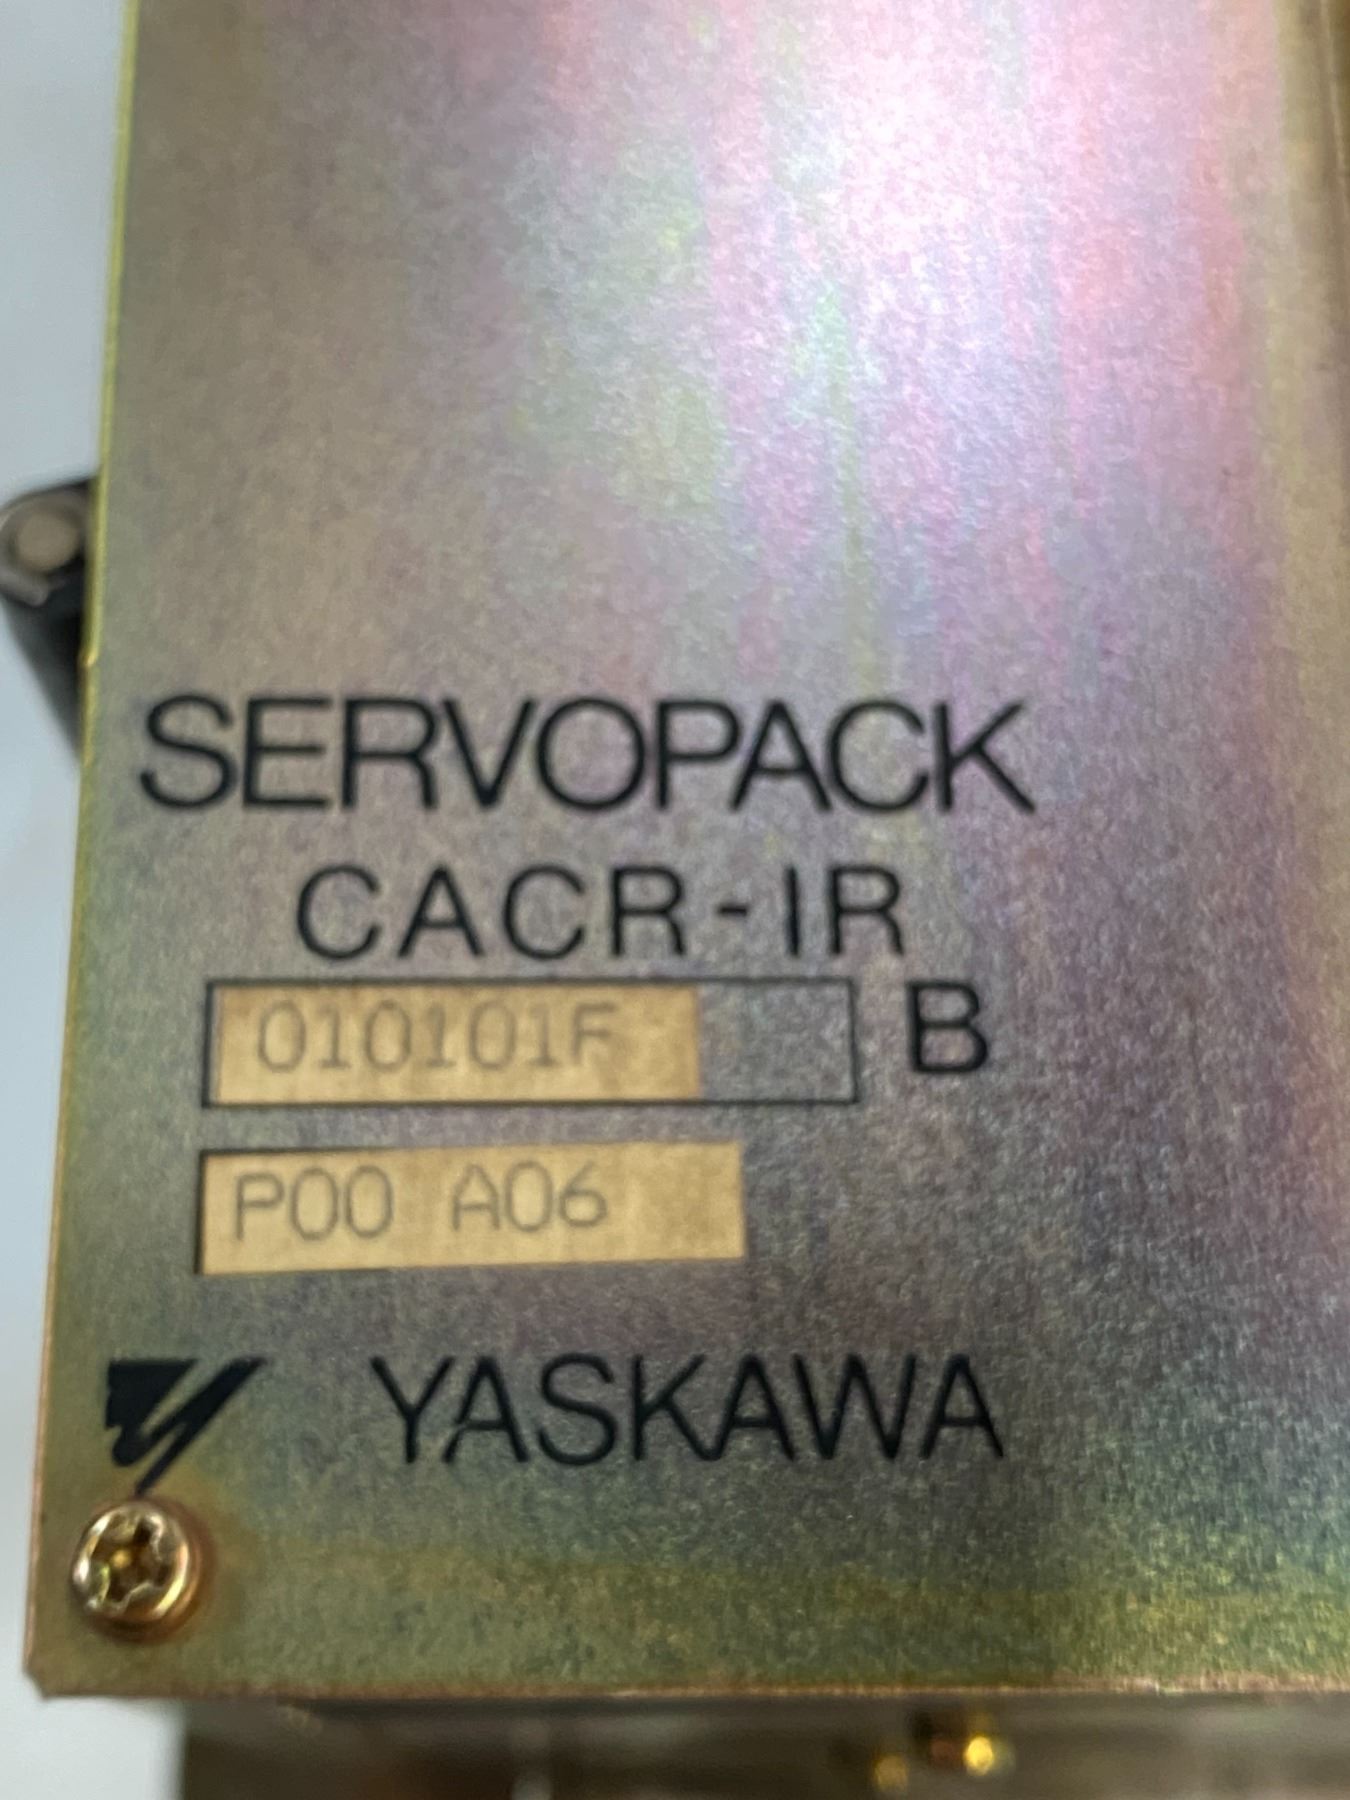 SERVOPACK
CACR-IR
010101F B
P00 A06
YASKAWA